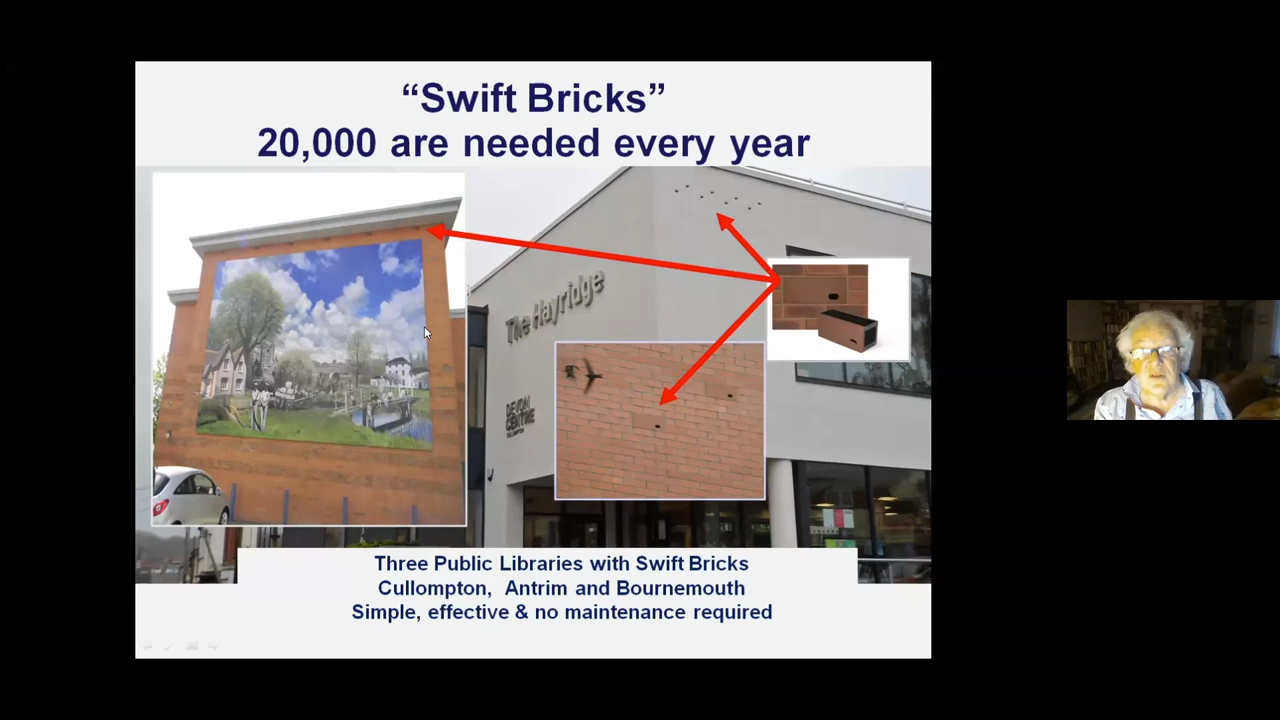 “Swift Bricks”
20,000 are needed every year
The Hayridge
DEVON
CENTRE
CULLOMPTON
Three Public Libraries with Swift Bricks
Cullompton, Antrim and Bournemouth
Simple, effective & no maintenance required